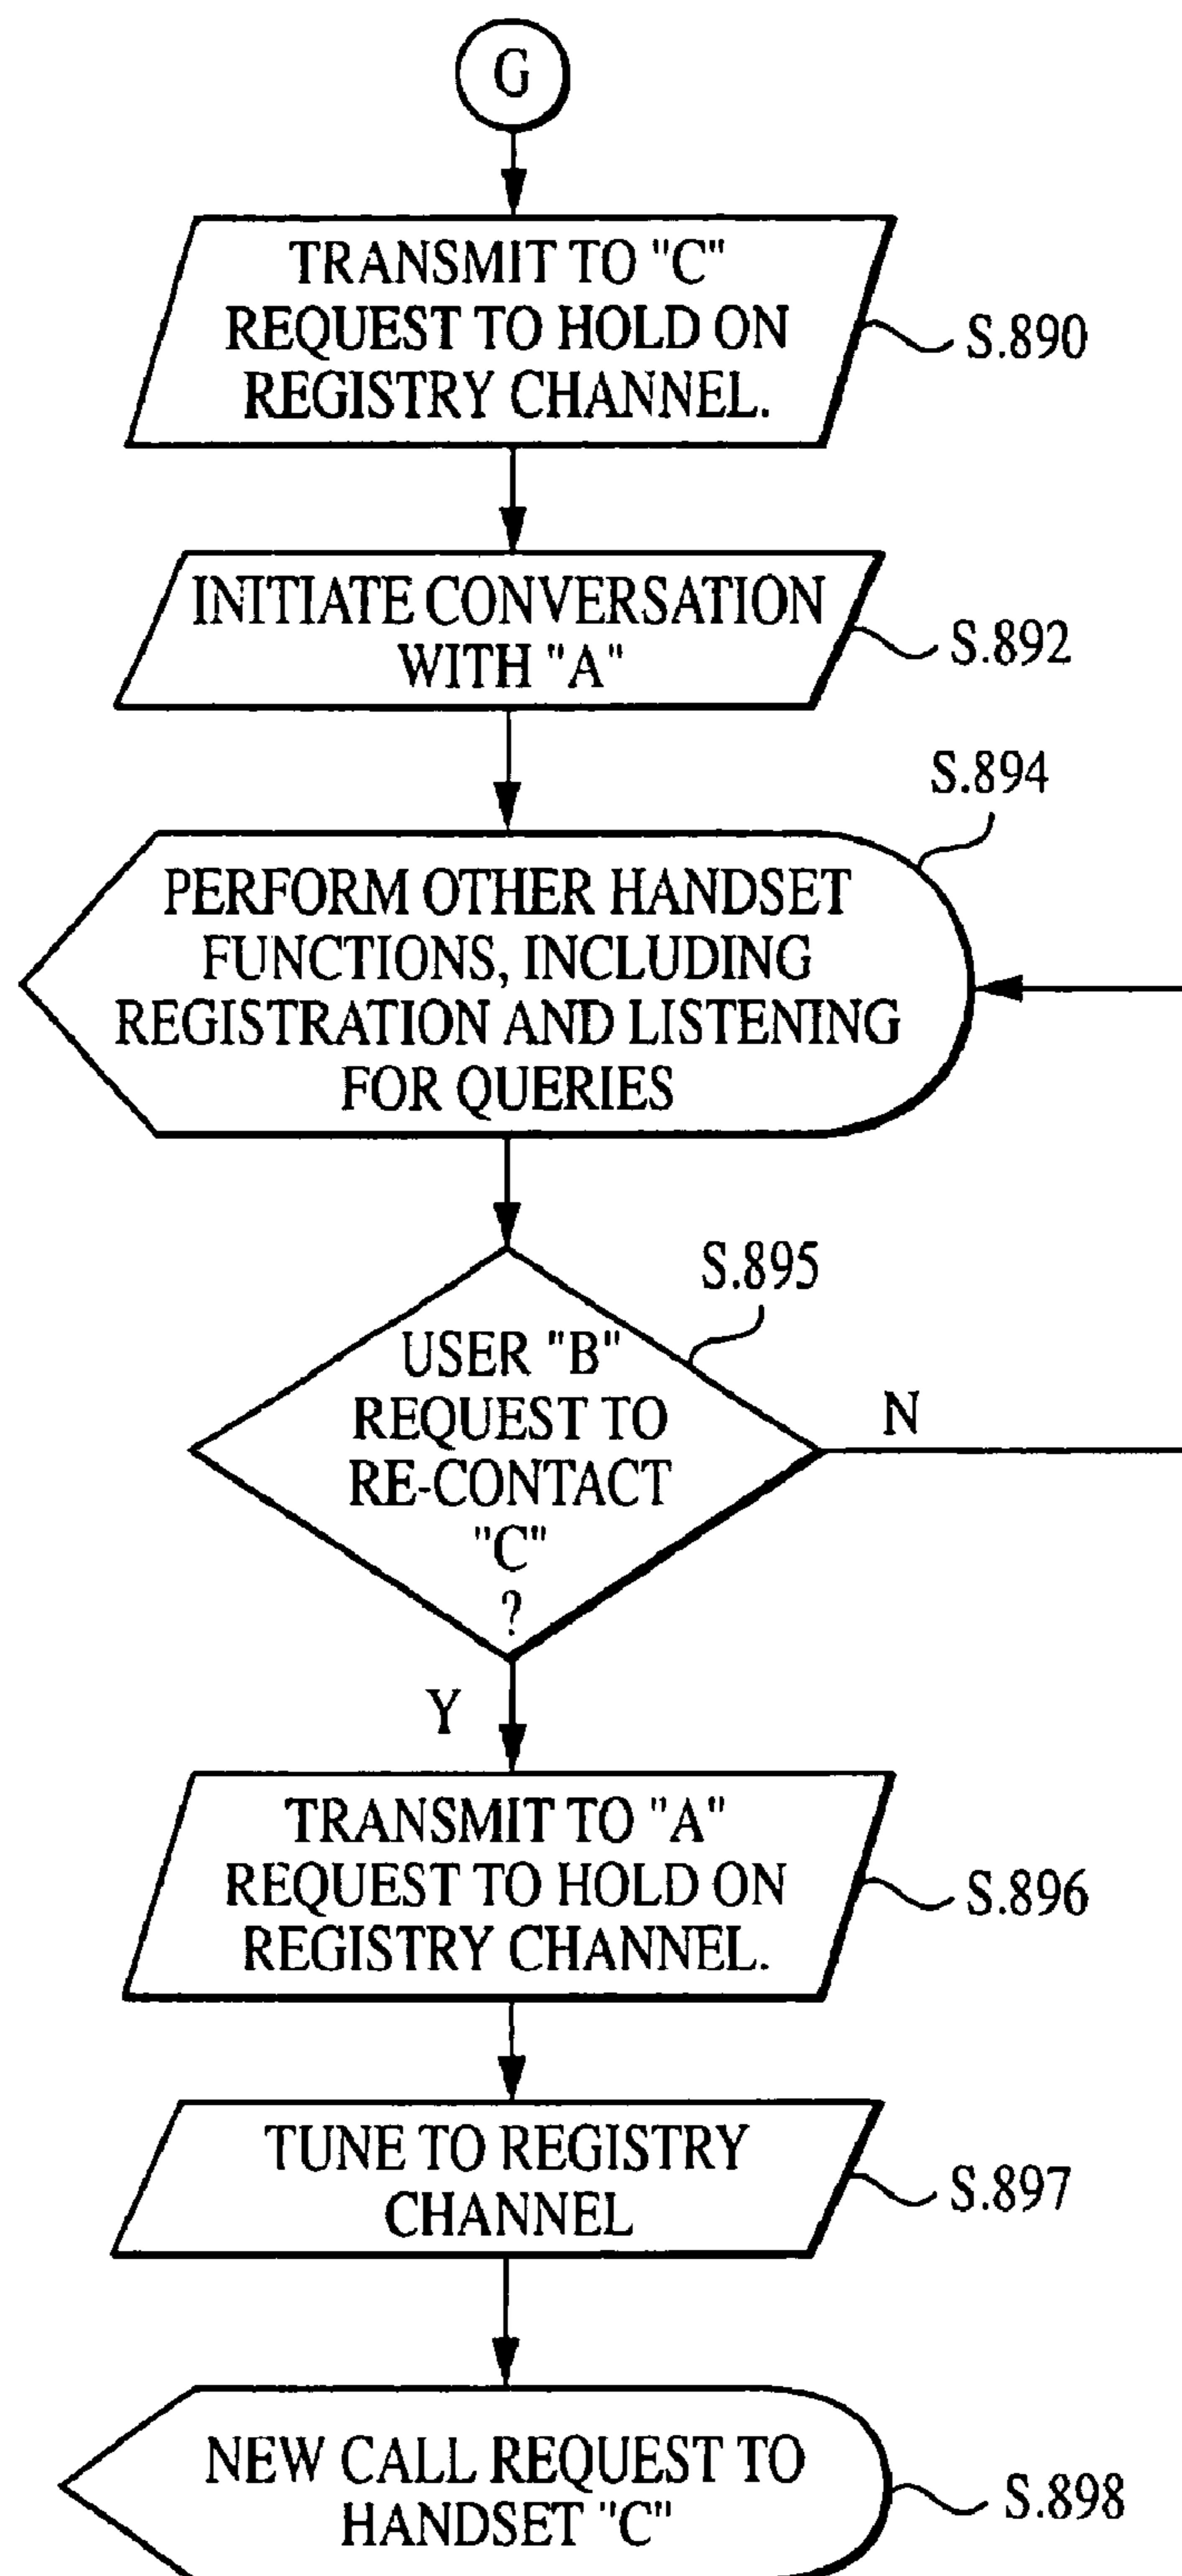 G
TRANSMIT TO "C"
REQUEST TO HOLD ON
REGISTRY CHANNEL.
S.890
INITIATE CONVERSATION
WITH "A"
S.892
S.894
PERFORM OTHER HANDSET
FUNCTIONS, INCLUDING
REGISTRATION AND LISTENING
FOR QUERIES
S.895
USER "B"
REQUEST TO
RE-CONTACT
"C"
?
N
Y
TRANSMIT TO "A"
REQUEST TO HOLD ON
REGISTRY CHANNEL.
S.896
TUNE TO REGISTRY
CHANNEL
S.897
NEW CALL REQUEST TO
HANDSET "C"
S.898